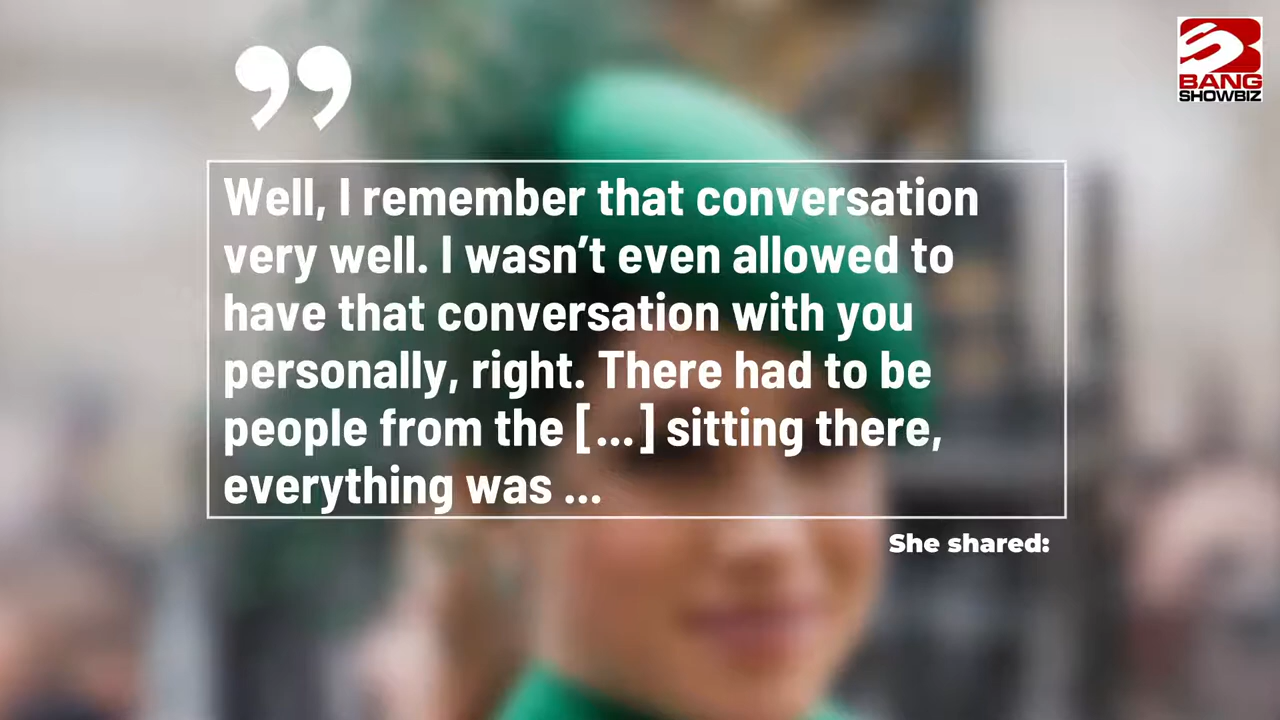 BANG
SHOWBIZ
”
Well, I remember that conversation
very well. I wasn’t even allowed to
have that conversation with you
personally, right. There had to be
people from the [...] sitting there,
everything was ...
She shared: